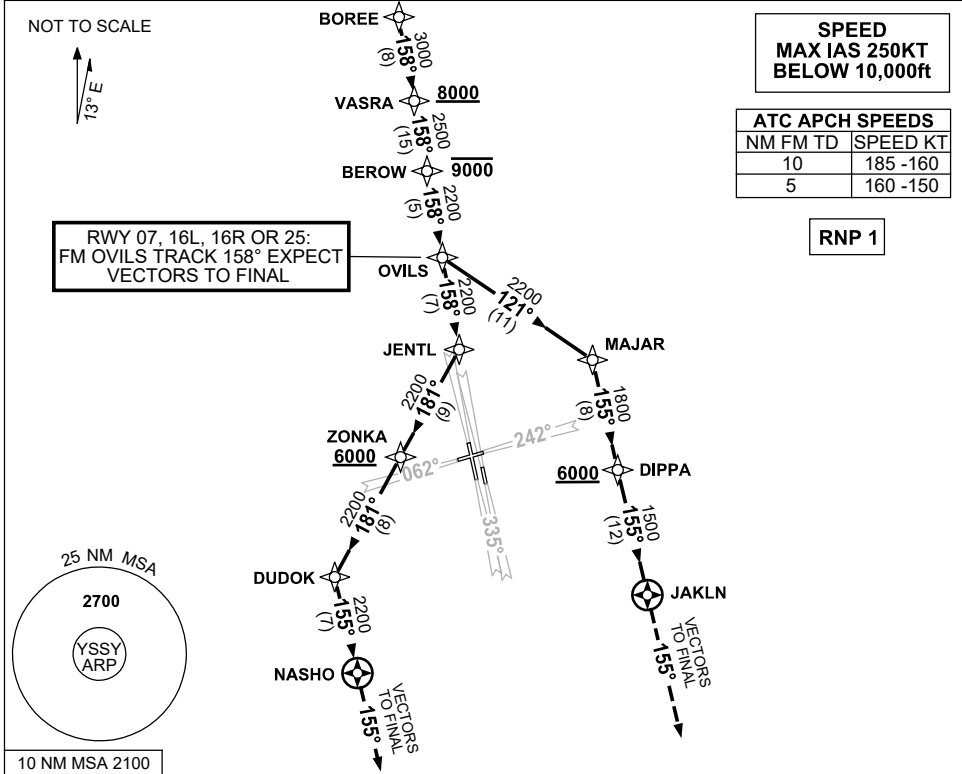 NOT TO SCALE
13° E
BOREE
3000
158°
(8)
VASRA
8000
2500
158°
(15)
BEROW
9000
2200
158°
(5)
SPEED
MAX IAS 250KT
BELOW 10,000ft
ATC APCH SPEEDS
NM FM TD SPEED KT
10 185 -160
5 160 -150
RNP 1
RWY 07, 16L, 16R OR 25:
FM OVILS TRACK 158° EXPECT
VECTORS TO FINAL
OVILS
2200
158°
(7)
2200
121°
(11)
JENTL
MAJAR
2200
181°
(9)
1800
155°
(8)
ZONKA
6000
062°
242°
335°
6000
DIPPA
2200
181°
(8)
1500
155°
(12)
DUDOK
2200
155°
(7)
JAKLN
VECTORS
TO FINAL
155°
NASHO
VECTORS
TO FINAL
155°
25 NM MSA
2700
YSSY
ARP
10 NM MSA 2100